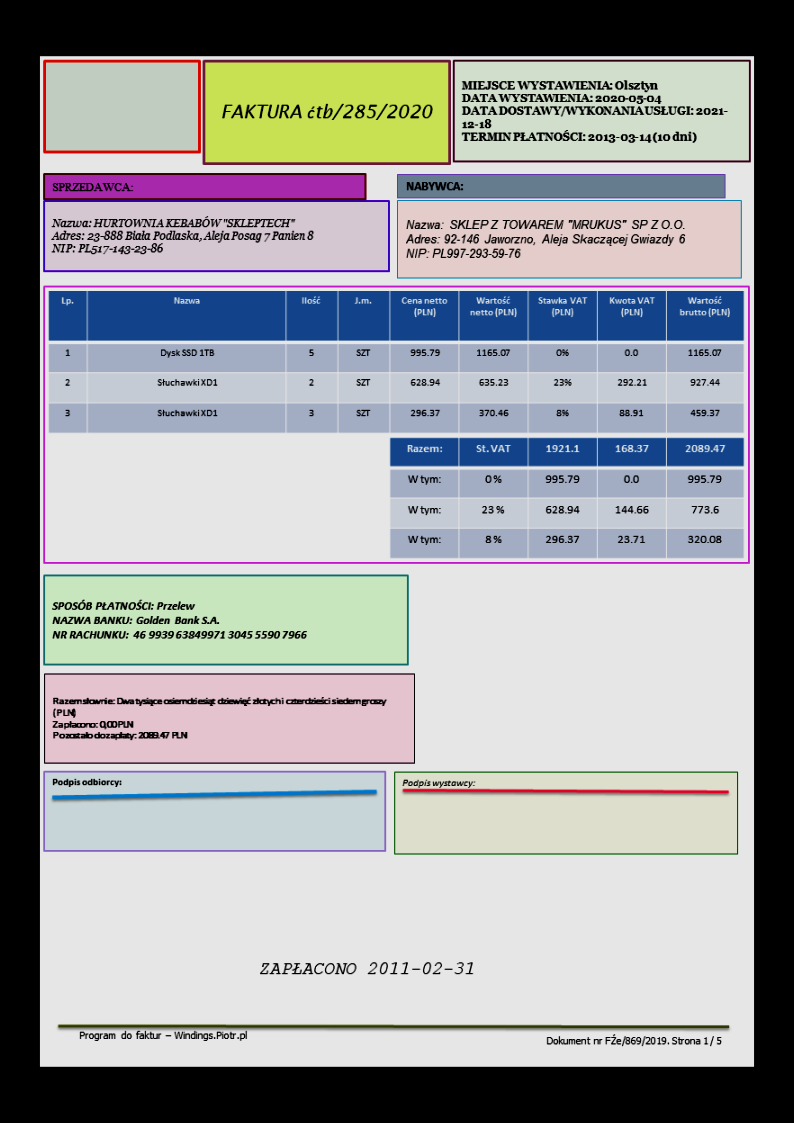 FAKTURA ćtb/285/2020
MIEJSCE WYSTAWIENIA: Olsztyn
DATA WYSTAWIENIA: 2020-05-04
DATA DOSTAWY/WYKONANIA USŁUGI: 2021-
12-18
TERMIN PŁATNOŚCI: 2013-03-14 (10 dni)
SPRZEDAWCA:
Nazwa: HURTOWNIA KEBABÓW "SKLEPTECH"
Adres: 23-888 Biała Podlaska, Aleja Posag 7 Panien 8
NIP: PL517-143-23-86
NABYWCA:
Nazwa: SKLEP Z TOWAREM "MRUKUS" SP Z O.O.
Adres: 92-146 Jaworzno, Aleja Skaczącej Gwiazdy 6
NIP: PL997-293-59-76
Lp. Nazwa Ilość J.m. Cena netto (PLN) Wartość netto (PLN) Stawka VAT (PLN) Kwota VAT (PLN) Wartość brutto (PLN)
1 Dysk SSD 1TB 5 SZT 995.79 1165.07 0% 0.0 1165.07
2 Słuchawki XD1 2 SZT 628.94 635.23 23% 292.21 927.44
3 Słuchawki XD1 3 SZT 296.37 370.46 8% 88.91 459.37
Razem: St. VAT 1921.1 168.37 2089.47
W tym: 0 % 995.79 0.0 995.79
W tym: 23 % 628.94 144.66 773.6
W tym: 8 % 296.37 23.71 320.08
SPOSÓB PŁATNOŚCI: Przelew
NAZWA BANKU: Golden Bank S.A.
NR RACHUNKU: 46 9939 63849971 3045 5590 7966
Razem słownie: Dwa tysiące osiemdziesiąt dziewięć złotych i czterdzieści siedem groszy
(PLN)
Zapłacono: 0,00 PLN
Pozostało do zapłaty: 2089.47 PLN
Podpis odbiorcy:
Podpis wystawcy:
ZAPŁACONO 2011-02-31
Program do faktur – Windings.Piotr.pl
Dokument nr FŹe/869/2019. Strona 1 / 5